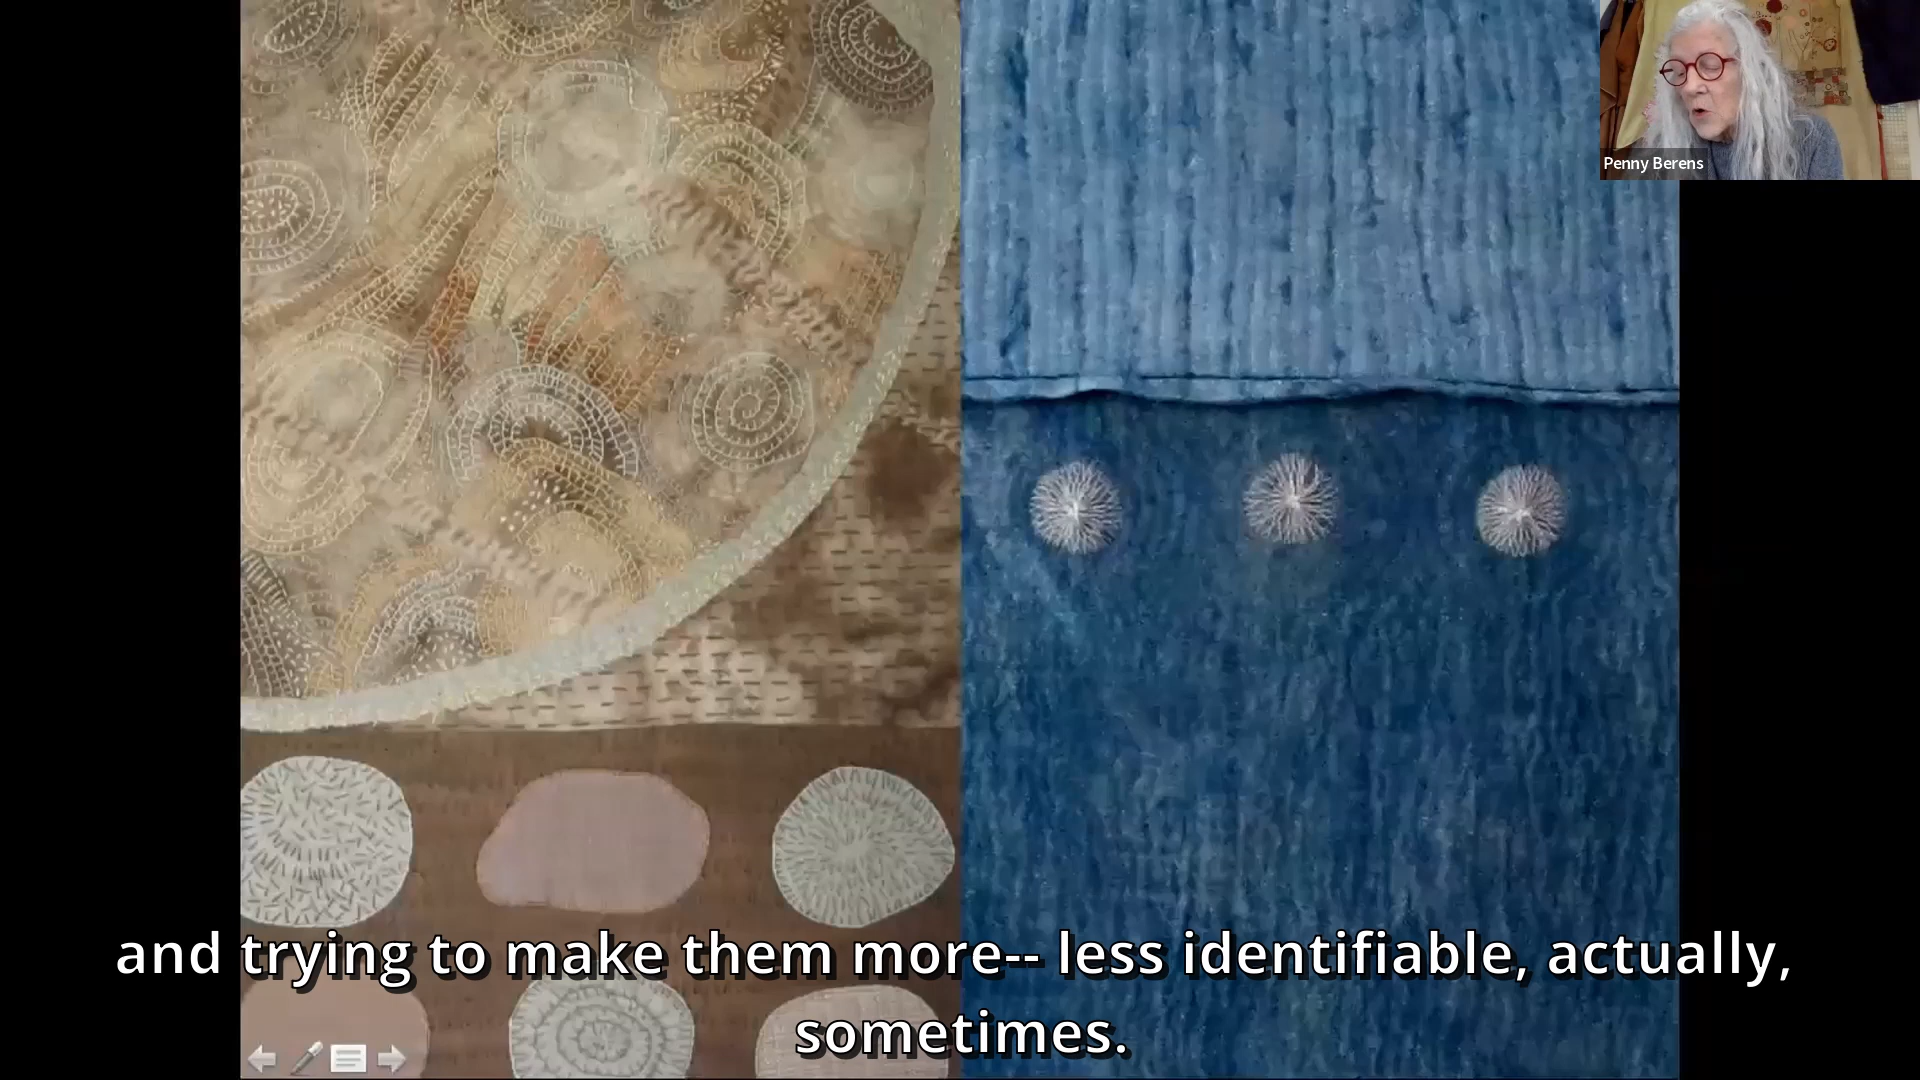 Penny Berens
and trying to make them more-- less identifiable, actually,
sometimes.